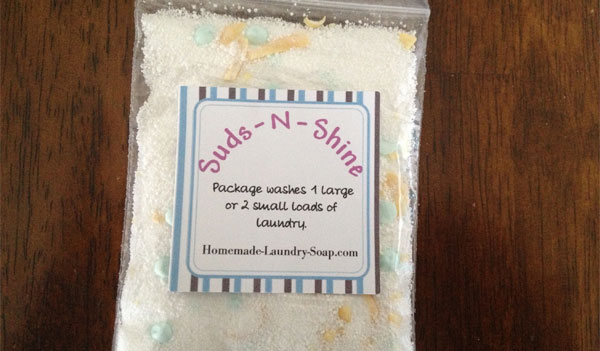 Suds-N-Shine
Package washes 1 large
or 2 small loads of
laundry.
Homemade-Laundry-Soap.com